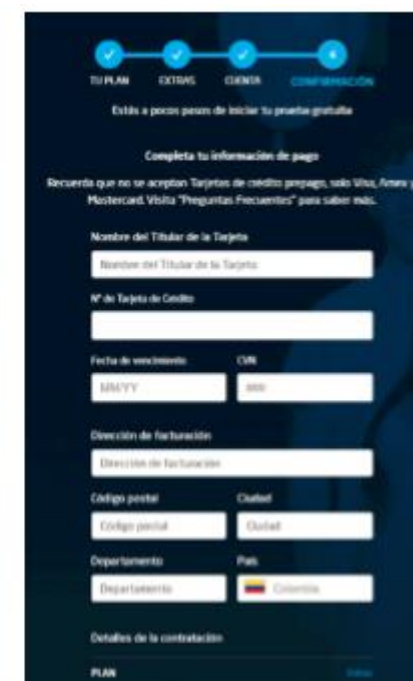 TU PLAN EXTRAS CUENTA CONFIRMACIÓN
Estás a pocos pasos de iniciar tu prueba gratuita
Completa tu información de pago
Recuerda que no se aceptan Tarjetas de crédito prepago, solo Visa, Amex y
Mastercard. Visita "Preguntas Frecuentes" para saber más.
Nombre del Titular de la Tarjeta
Nombre del Titular de la Tarjeta
Nº de Tarjeta de Crédito
Fecha de vencimiento CVN
MM/YY
Dirección de facturación
Dirección de facturación
Código postal Ciudad
Código postal Ciudad
Departamento País
Departamento Colombia
Detalles de la contratación
PLAN